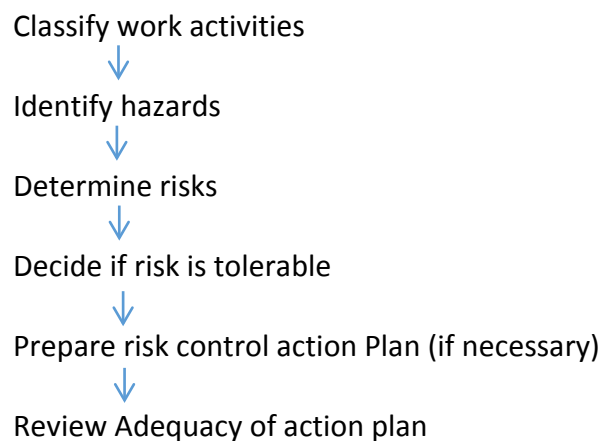 Classify work activities
Identify hazards
Determine risks
Decide if risk is tolerable
Prepare risk control action Plan (if necessary)
Review Adequacy of action plan